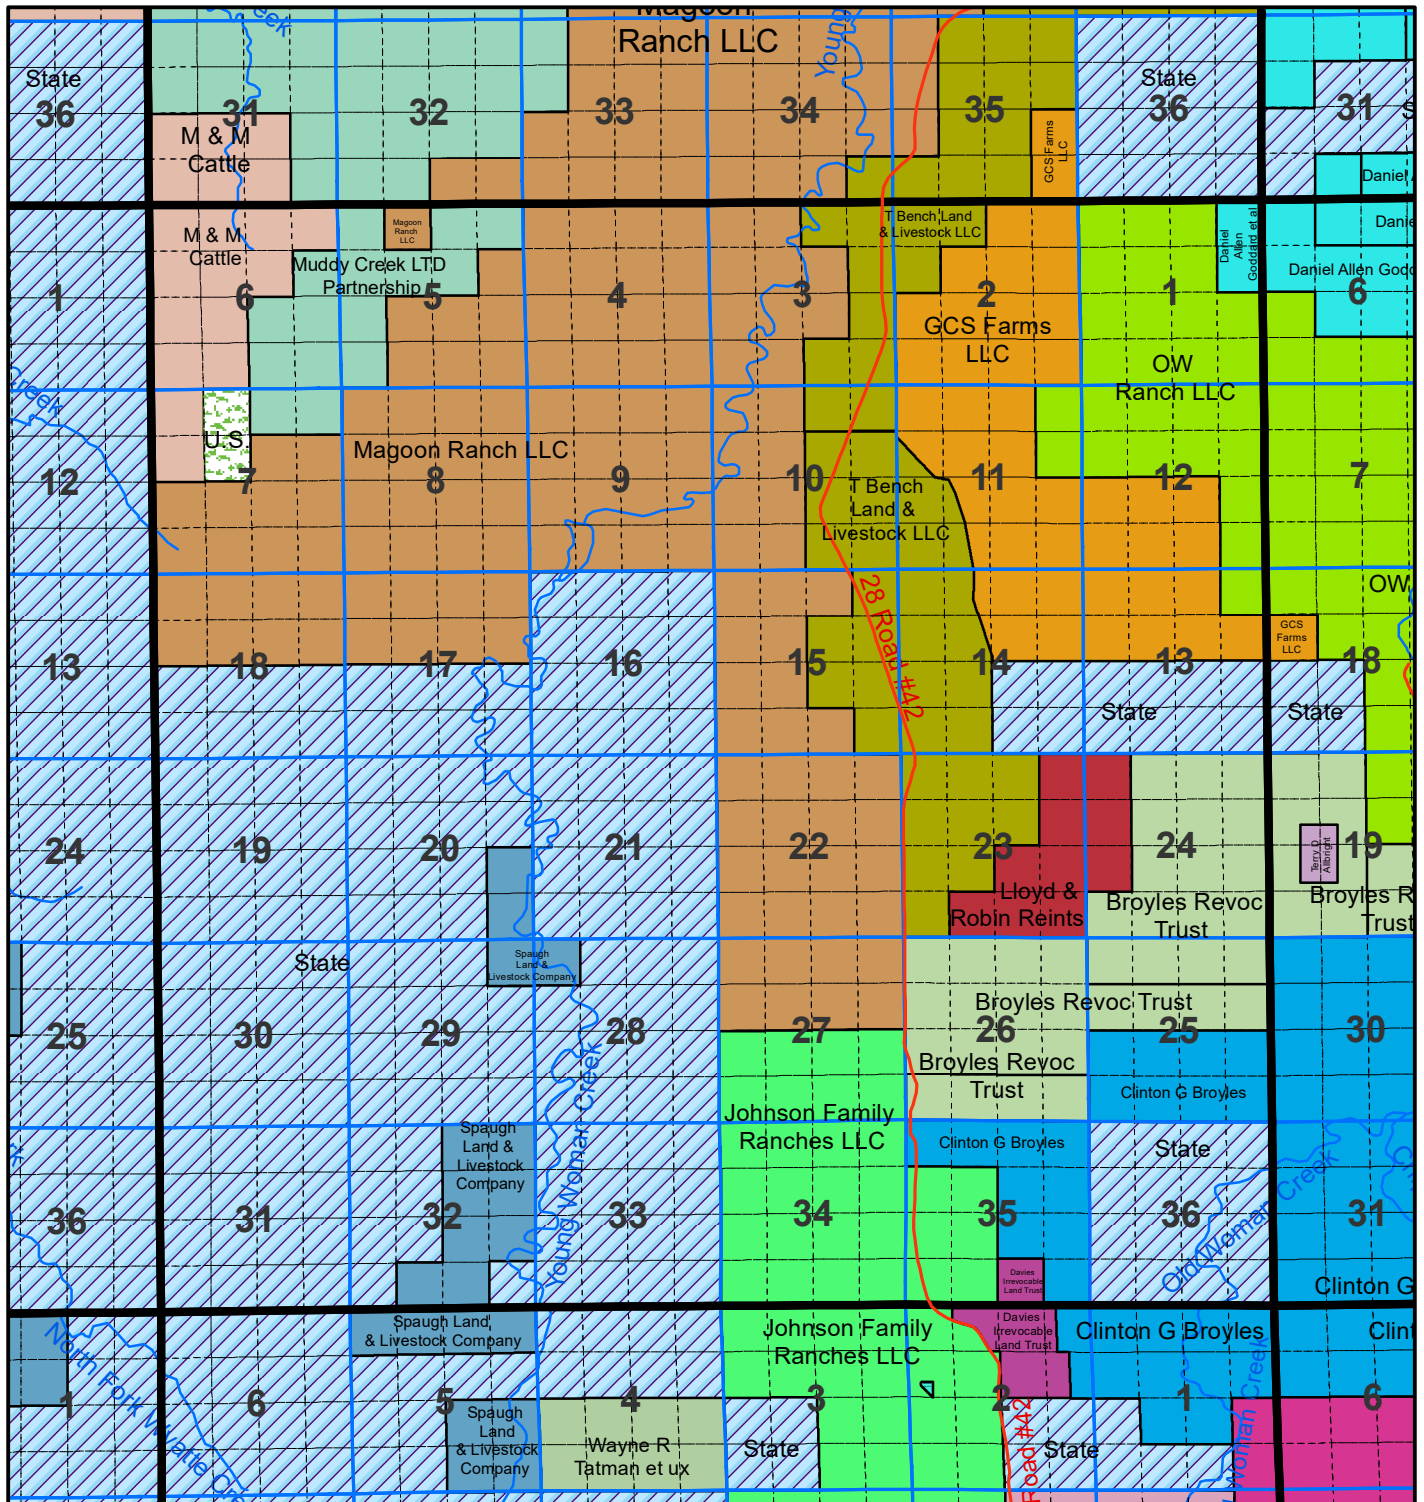 Magoon
Ranch LLC
Creek
Young
State
36
31
32
33
34
35
State
36
31
M & M
Cattle
GCS Farms
LLC
Daniel
M & M
Cattle
Magoon
Ranch
LLC
T Bench Land
& Livestock LLC
Daniel
Allen
Goddard et al
Muddy Creek LTD
Partnership
Daniel Allen Godd
1
6
5
4
3
2
1
6
GCS Farms
LLC
OW
Ranch LLC
Creek
U.S.
Magoon Ranch LLC
12
7
8
9
10
11
12
7
T Bench
Land &
Livestock LLC
28 Road #42
OW
GCS
Farms
LLC
13
18
17
16
15
14
13
18
State
State
24
19
20
21
22
23
24
19
Terry D
Allbright
Lloyd &
Robin Reints
Broyles Revoc
Trust
Broyles R
Trust
State
Spaugh
Land &
Livestock Company
Broyles Revoc Trust
25
30
29
28
27
26
25
30
Broyles Revoc
Trust
Clinton G Broyles
Young Woman Creek
Johnson Family
Ranches LLC
Spaugh
Land &
Livestock
Company
Clinton G Broyles
State
36
31
32
33
34
35
36
31
Old Woman Creek
Davies
Irrevocable
Land Trust
Clinton G
Spaugh Land
& Livestock Company
Johnson Family
Ranches LLC
Davies
Irrevocable
Land Trust
Clinton G Broyles
Clint
North Fork Wyatte Cre
1
6
5
4
3
2
1
6
Spaugh
Land
& Livestock
Company
Wayne R
Tatman et ux
State
Road #42
State
Woman Creek